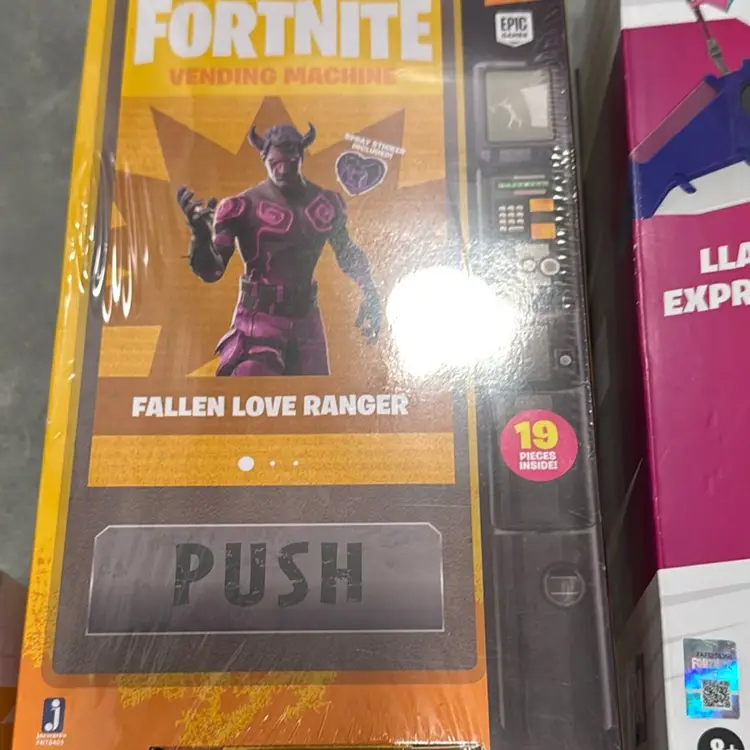 FORTNITE
VENDING MACHINE
EPIC
GAMES
SPRAY STICKER
INCLUDED!
FALLEN LOVE RANGER
19
PIECES
INSIDE!
PUSH
J
LLA
EXPR
FORTNITE
&